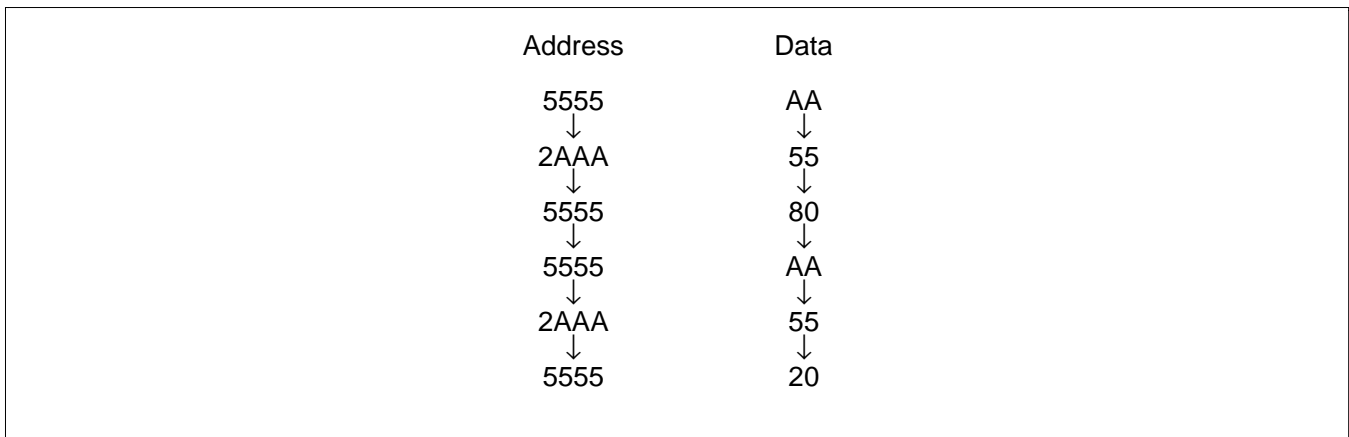 Address Data
5555 AA
↓ ↓
2AAA 55
↓ ↓
5555 80
↓ ↓
5555 AA
↓ ↓
2AAA 55
↓ ↓
5555 20